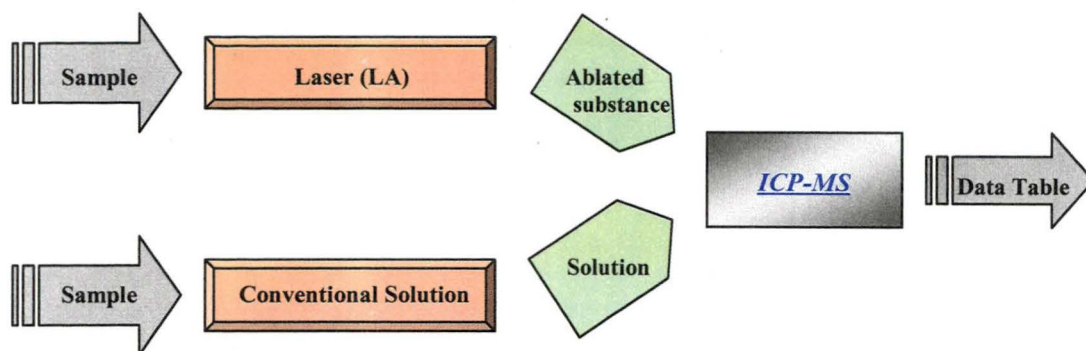 Sample
Laser (LA)
Ablated
substance
ICP-MS
Data Table
Sample
Conventional Solution
Solution